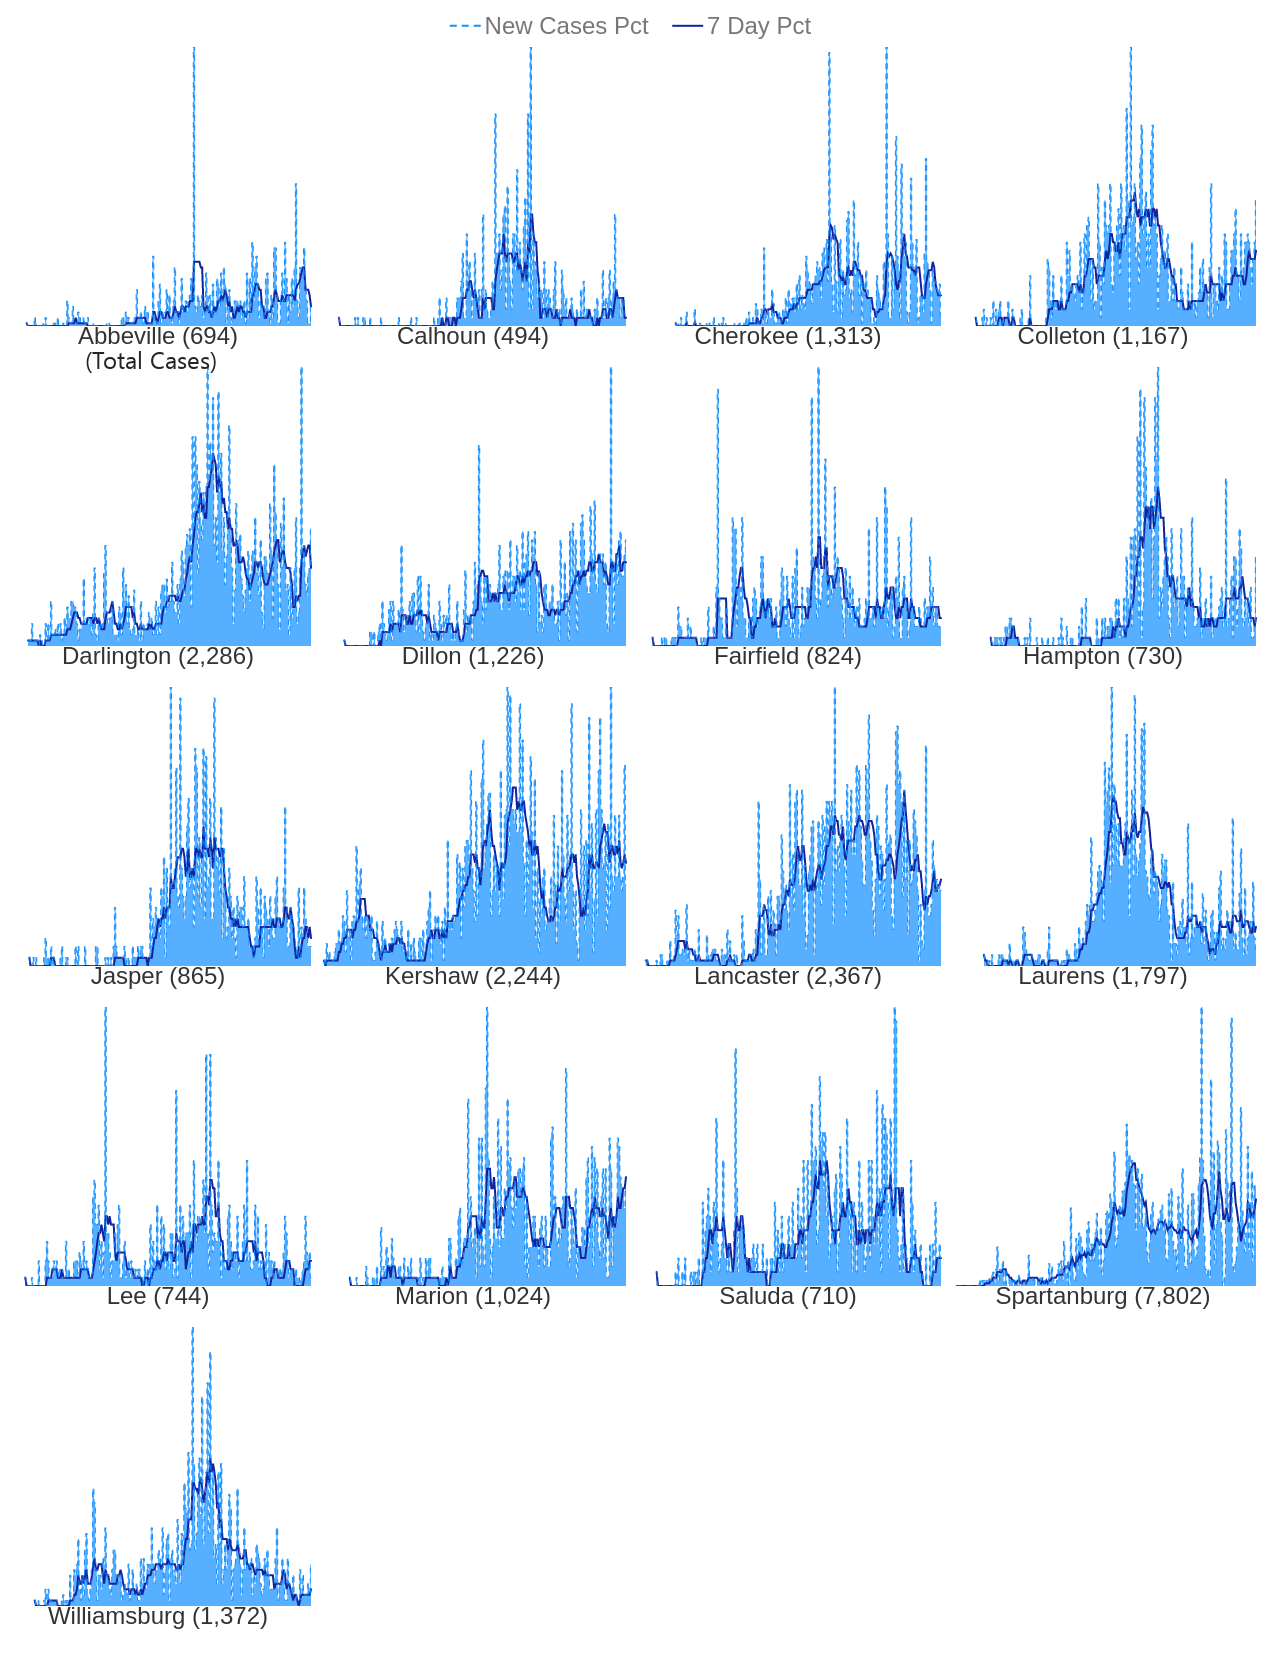 New Cases Pct 7 Day Pct
Abbeville (694) Calhoun (494) Cherokee (1,313) Colleton (1,167)
(Total Cases)
Darlington (2,286) Dillon (1,226) Fairfield (824) Hampton (730)
Jasper (865) Kershaw (2,244) Lancaster (2,367) Laurens (1,797)
Lee (744) Marion (1,024) Saluda (710) Spartanburg (7,802)
Williamsburg (1,372)